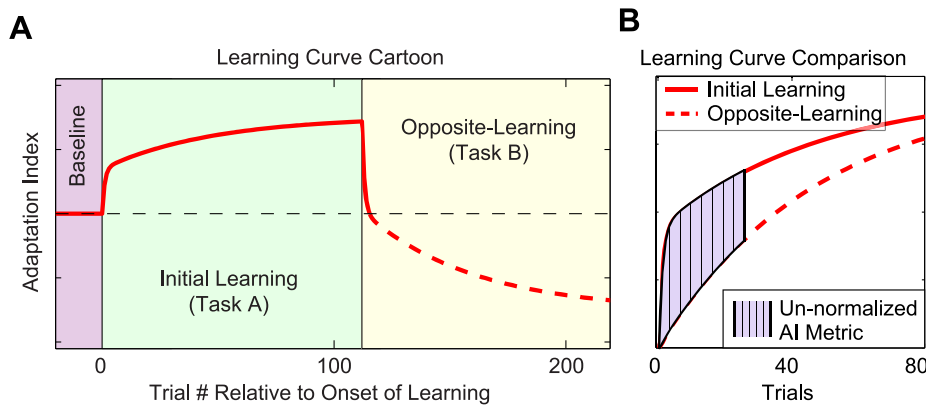 A
Learning Curve Cartoon
Adaptation Index
Baseline
Initial Learning
(Task A)
Opposite-Learning
(Task B)
0
100
200
Trial # Relative to Onset of Learning
B
Learning Curve Comparison
Initial Learning
Opposite-Learning
Un-normalized
AI Metric
0
40
80
Trials